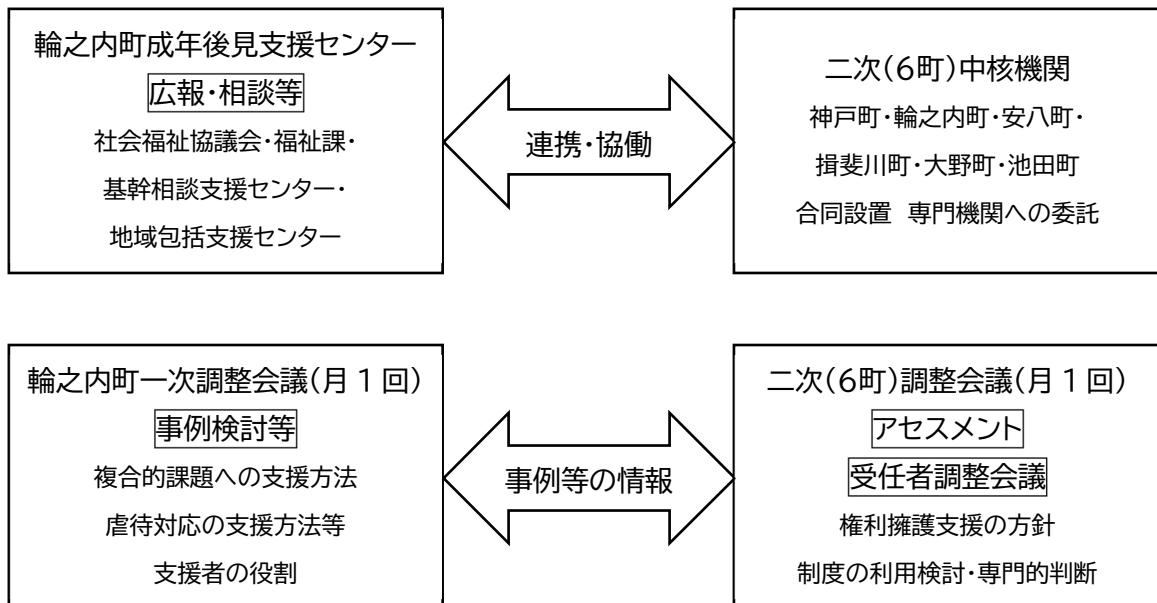 輪之内町成年後見支援センター
広報・相談等
社会福祉協議会・福祉課・
基幹相談支援センター・
地域包括支援センター
連携・協働
二次(6町)中核機関
神戸町・輪之内町・安八町・
揖斐川町・大野町・池田町
合同設置 専門機関への委託
輪之内町一次調整会議(月1回)
事例検討等
複合的課題への支援方法
虐待対応の支援方法等
支援者の役割
事例等の情報
二次(6町)調整会議(月1回)
アセスメント
受任者調整会議
権利擁護支援の方針
制度の利用検討・専門的判断